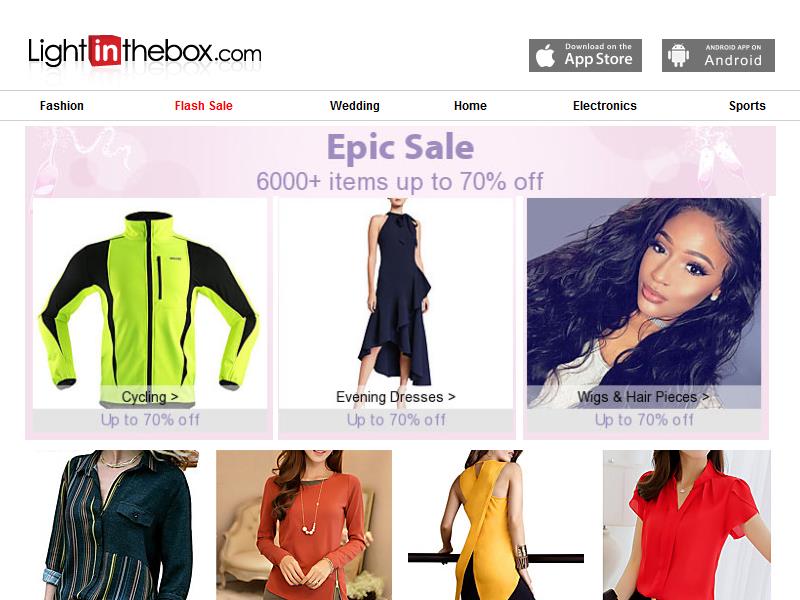 Lightinthebox.com
Download on the
App Store
ANDROID APP ON
Android
Fashion
Flash Sale
Wedding
Home
Electronics
Sports
Epic Sale
6000+ items up to 70% off
Cycling >
Up to 70% off
Evening Dresses >
Up to 70% off
Wigs & Hair Pieces >
Up to 70% off